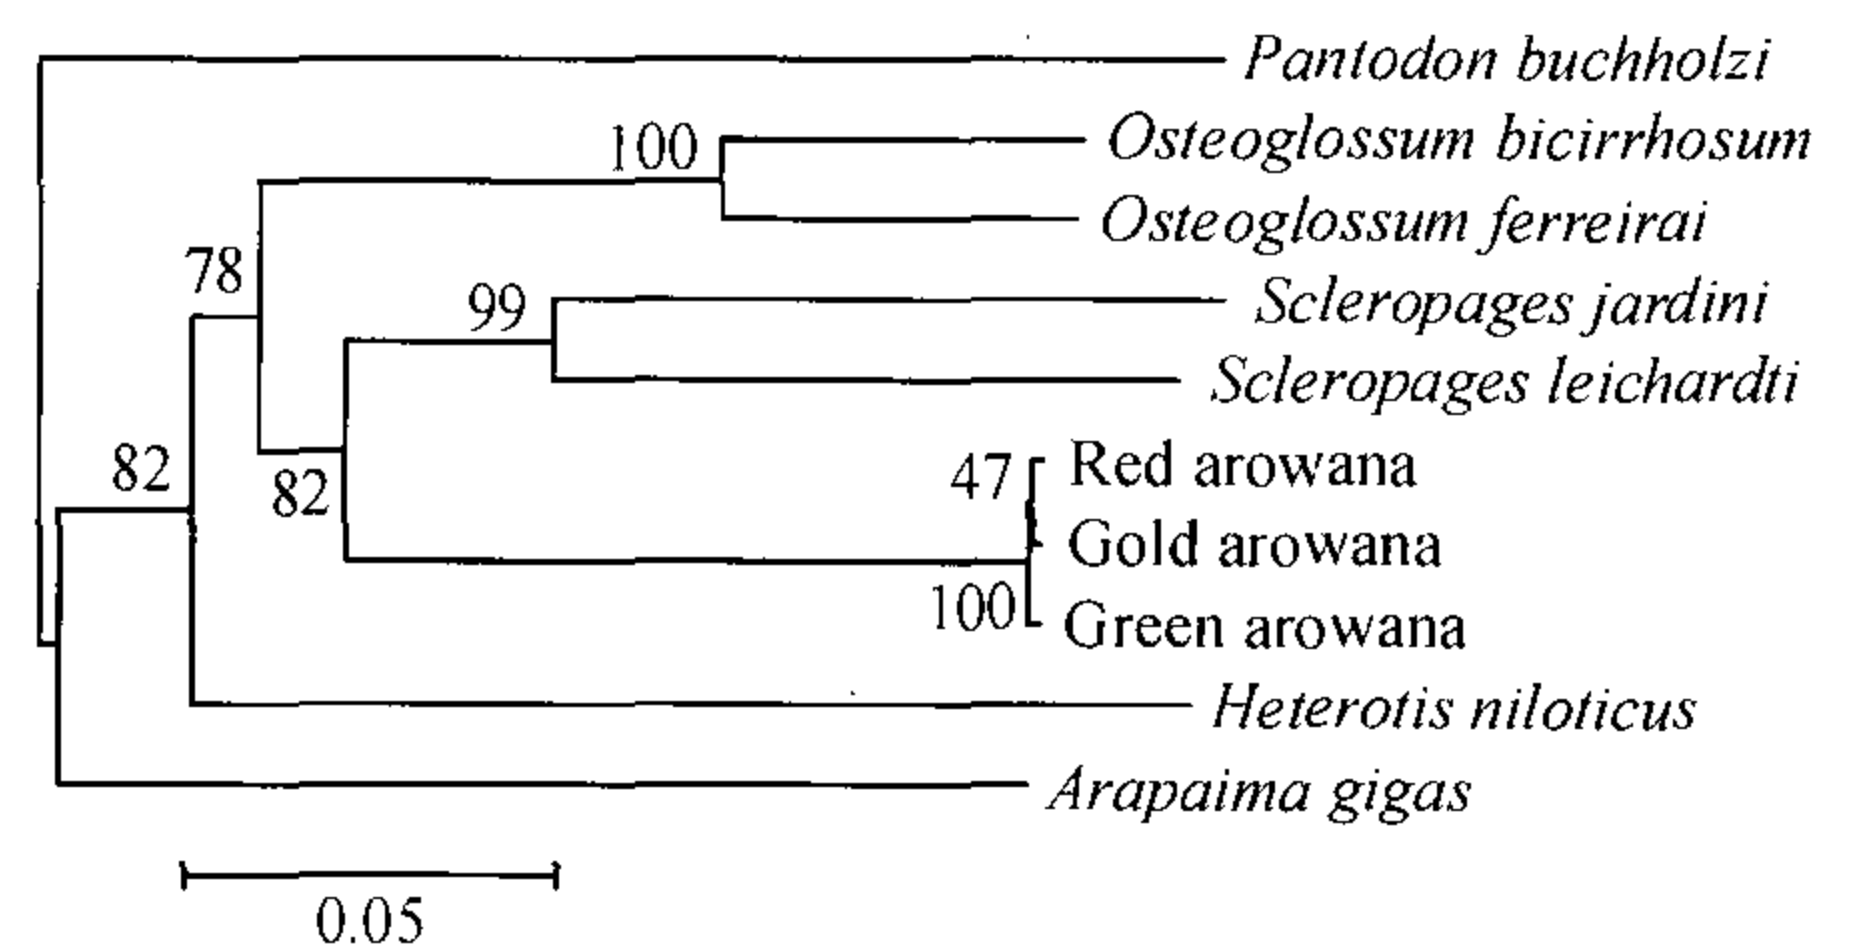 Pantodon buchholzi
100
Osteoglossum bicirrhosum
Osteoglossum ferreirai
78
99
Scleropages jardini
Scleropages leichardti
82
82
47
Red arowana
Gold arowana
100
Green arowana
Heterotis niloticus
Arapaima gigas
0.05